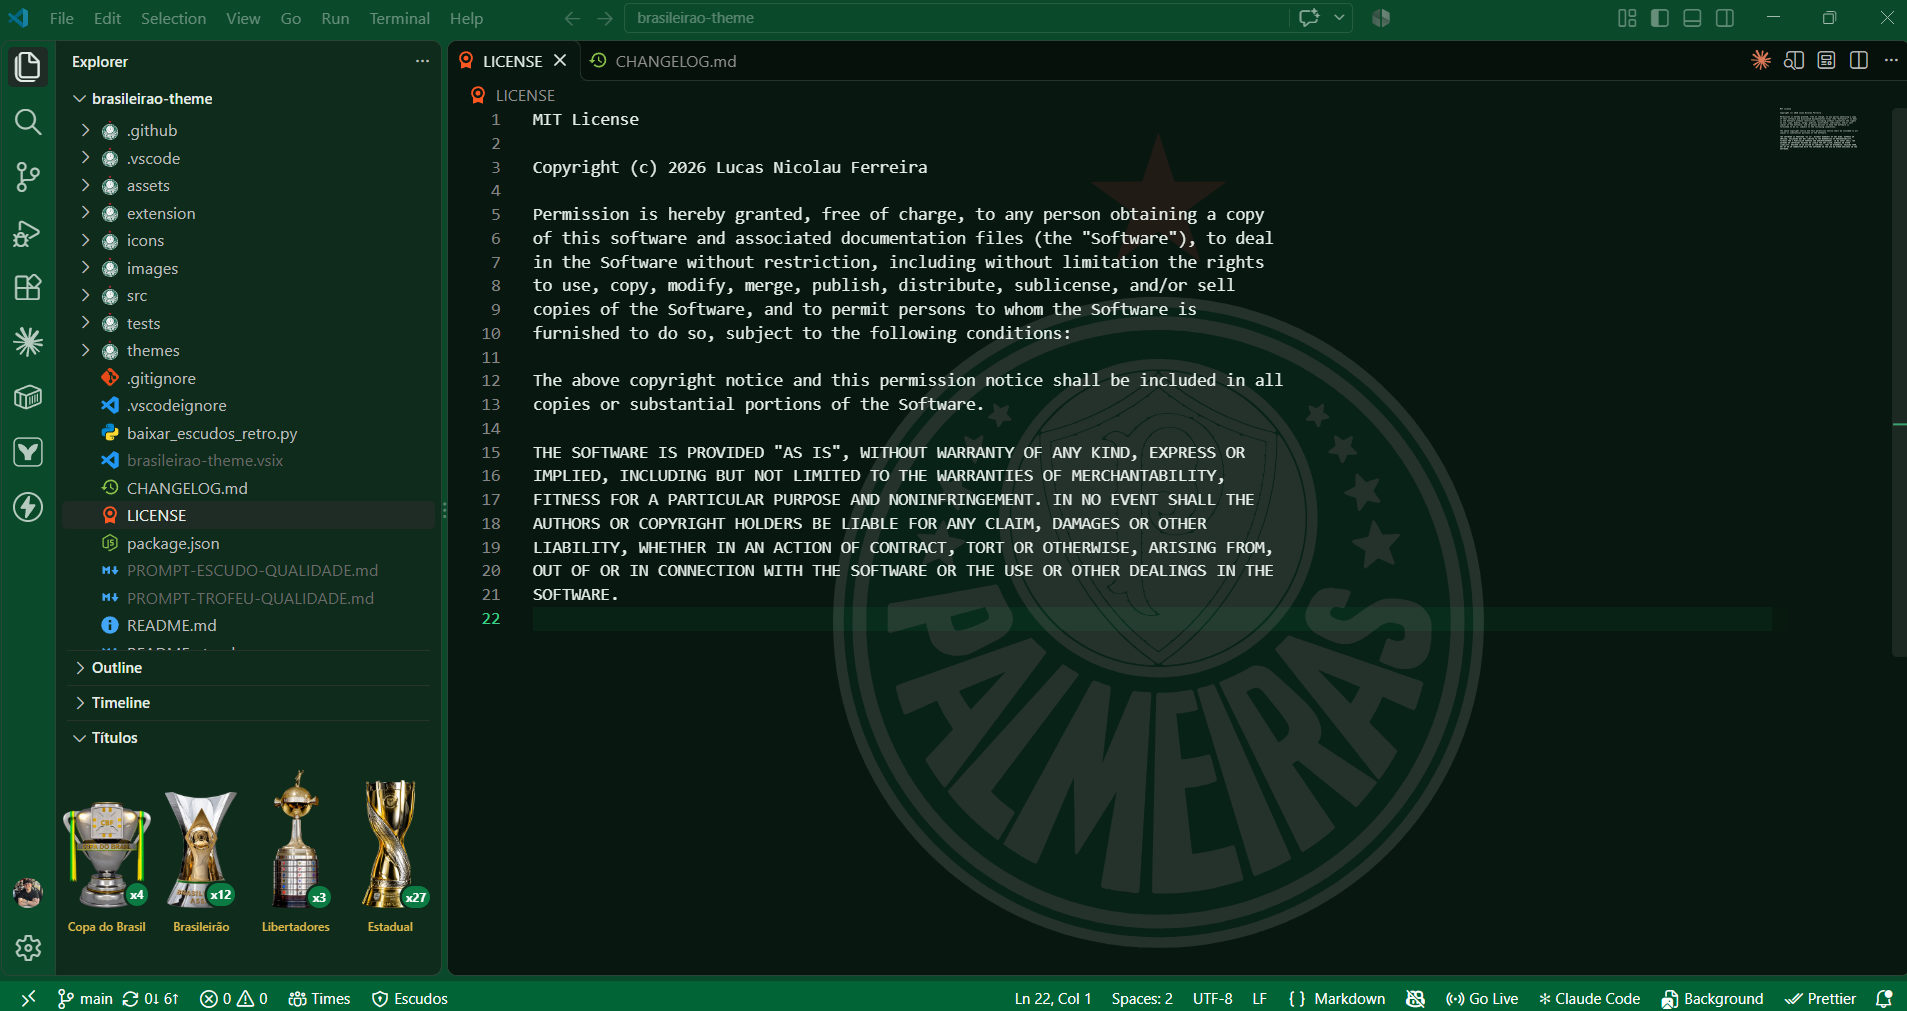 File Edit Selection View Go Run Terminal Help
brasileirao-theme
Explorer
brasileirao-theme
.github
.vscode
assets
extension
icons
images
src
tests
themes
.gitignore
.vscodeignore
baixar_escudos_retro.py
brasileirao-theme.vsix
CHANGELOG.md
LICENSE
package.json
PROMPT-ESCUDO-QUALIDADE.md
PROMPT-TROFEU-QUALIDADE.md
README.md
Outline
Timeline
Títulos
x4 x12 x3 x27
Copa do Brasil Brasileirão Libertadores Estadual
LICENSE CHANGELOG.md
LICENSE
1 MIT License
2
3 Copyright (c) 2026 Lucas Nicolau Ferreira
4
5 Permission is hereby granted, free of charge, to any person obtaining a copy
6 of this software and associated documentation files (the "Software"), to deal
7 in the Software without restriction, including without limitation the rights
8 to use, copy, modify, merge, publish, distribute, sublicense, and/or sell
9 copies of the Software, and to permit persons to whom the Software is
10 furnished to do so, subject to the following conditions:
11
12 The above copyright notice and this permission notice shall be included in all
13 copies or substantial portions of the Software.
14
15 THE SOFTWARE IS PROVIDED "AS IS", WITHOUT WARRANTY OF ANY KIND, EXPRESS OR
16 IMPLIED, INCLUDING BUT NOT LIMITED TO THE WARRANTIES OF MERCHANTABILITY,
17 FITNESS FOR A PARTICULAR PURPOSE AND NONINFRINGEMENT. IN NO EVENT SHALL THE
18 AUTHORS OR COPYRIGHT HOLDERS BE LIABLE FOR ANY CLAIM, DAMAGES OR OTHER
19 LIABILITY, WHETHER IN AN ACTION OF CONTRACT, TORT OR OTHERWISE, ARISING FROM,
20 OUT OF OR IN CONNECTION WITH THE SOFTWARE OR THE USE OR OTHER DEALINGS IN THE
21 SOFTWARE.
22
PALMEIRAS
main 0↓ 6↑ 0 0 Times Escudos
Ln 22, Col 1 Spaces: 2 UTF-8 LF { } Markdown Go Live Claude Code Background Prettier